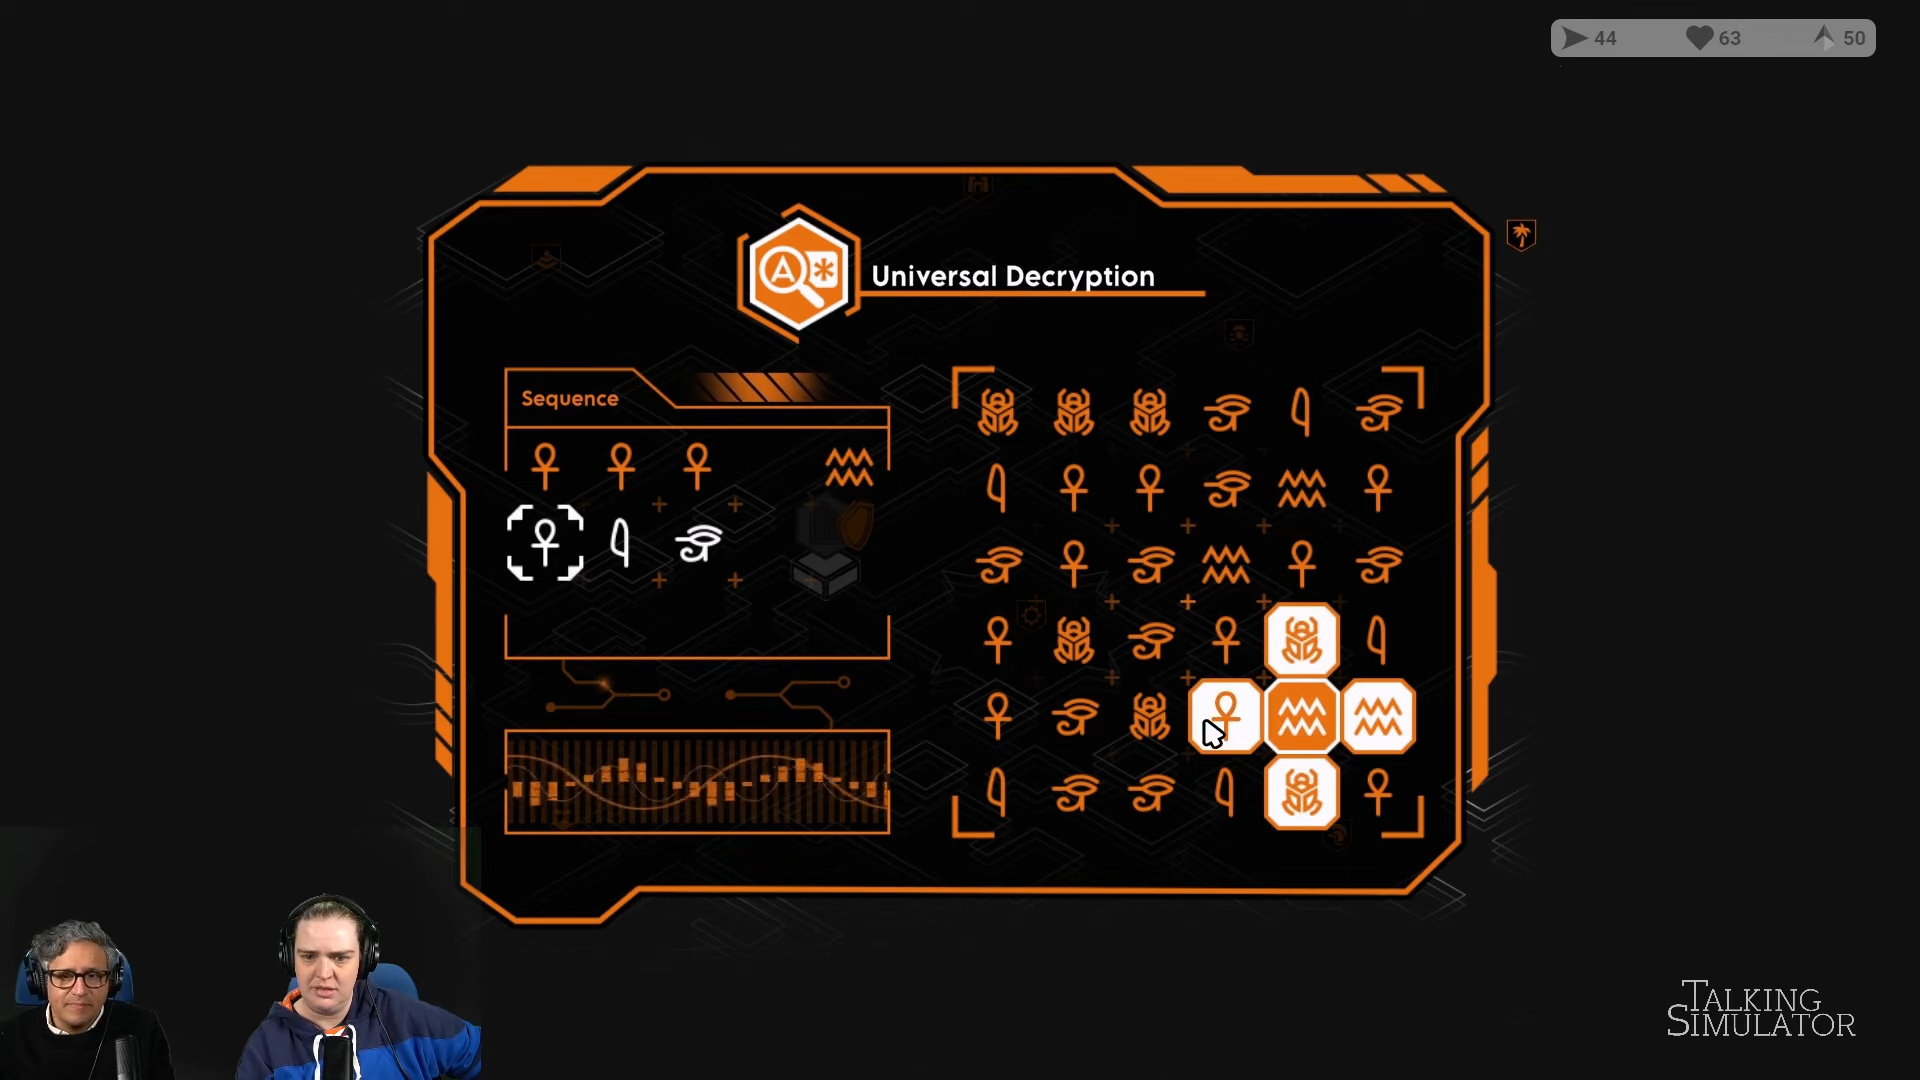 44 63 50
Universal Decryption
Sequence
TALKING
SIMULATOR